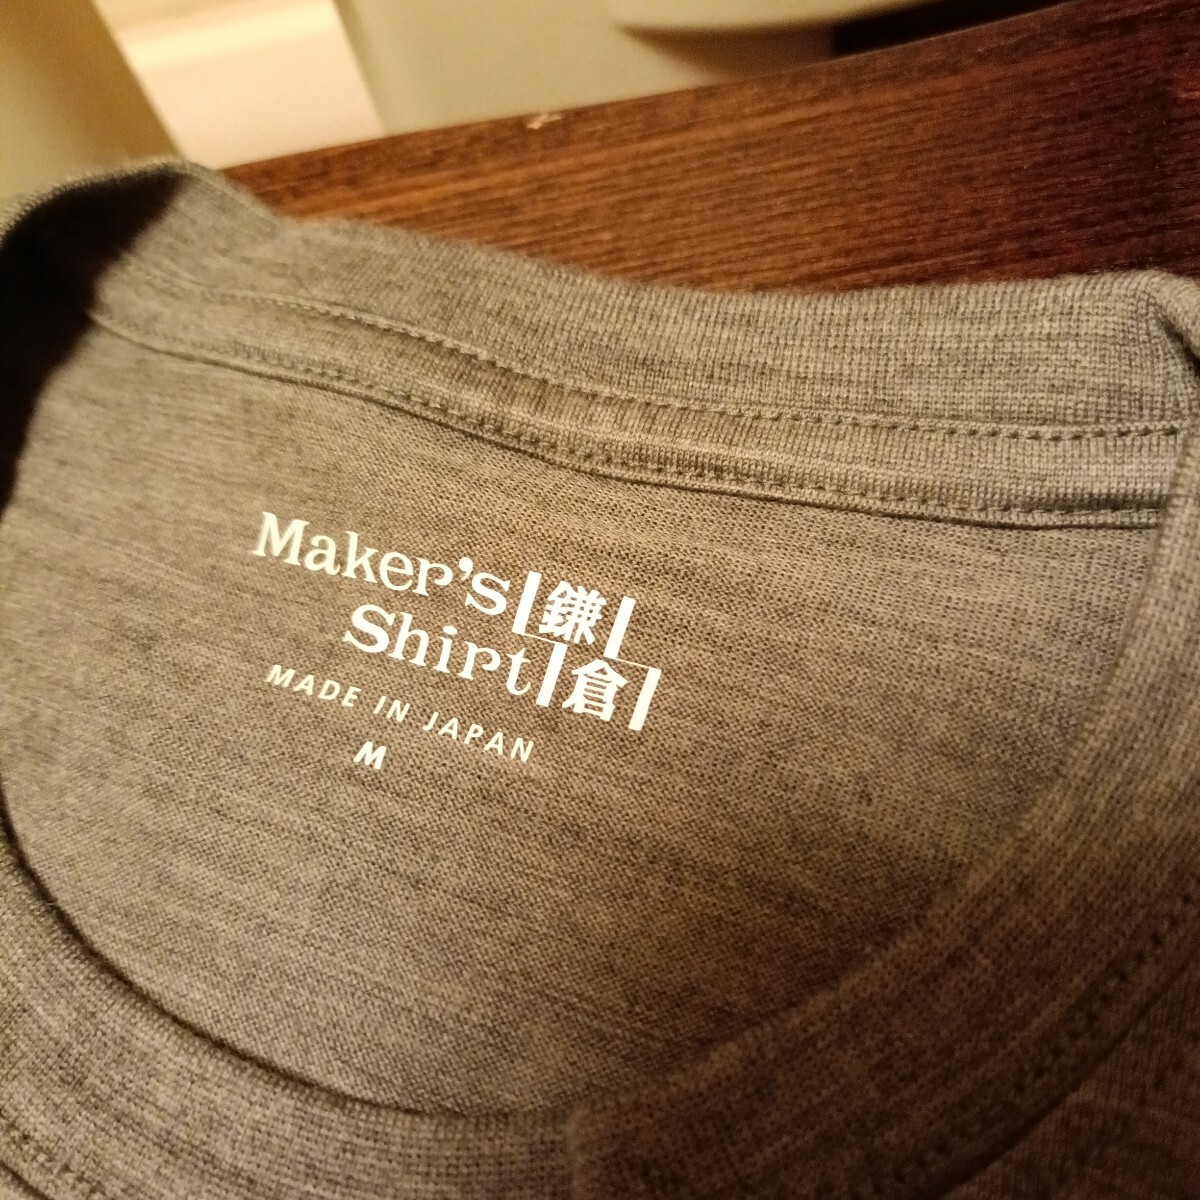 Maker's 鎌
Shirt 倉
MADE IN JAPAN
M